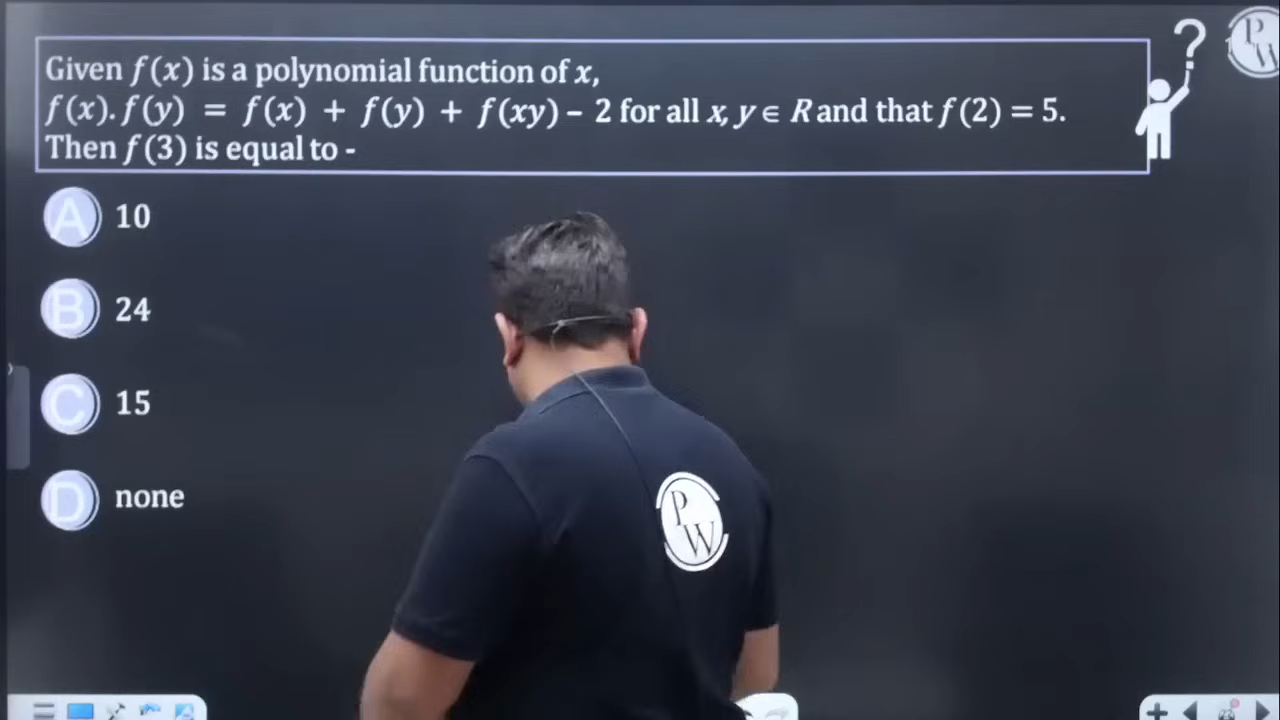 Given f(x) is a polynomial function of x,
f(x).f(y) = f(x) + f(y) + f(xy) – 2 for all x, y ∈ R and that f(2) = 5.
Then f(3) is equal to -
?
P
W
A 10
B 24
C 15
D none
P
W